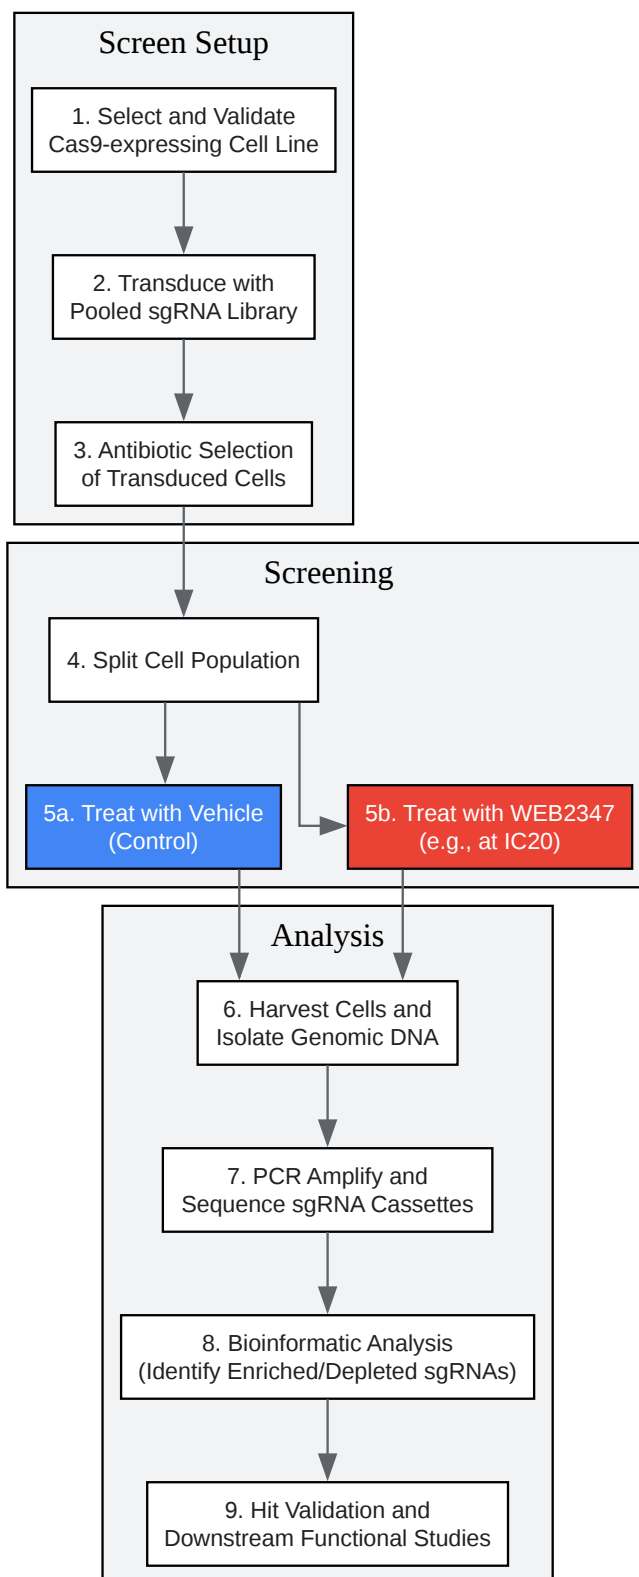 Screen Setup
1. Select and Validate
Cas9-expressing Cell Line
2. Transduce with
Pooled sgRNA Library
3. Antibiotic Selection
of Transduced Cells
Screening
4. Split Cell Population
5a. Treat with Vehicle
(Control)
5b. Treat with WEB2347
(e.g., at IC20)
Analysis
6. Harvest Cells and
Isolate Genomic DNA
7. PCR Amplify and
Sequence sgRNA Cassettes
8. Bioinformatic Analysis
(Identify Enriched/Depleted sgRNAs)
9. Hit Validation and
Downstream Functional Studies